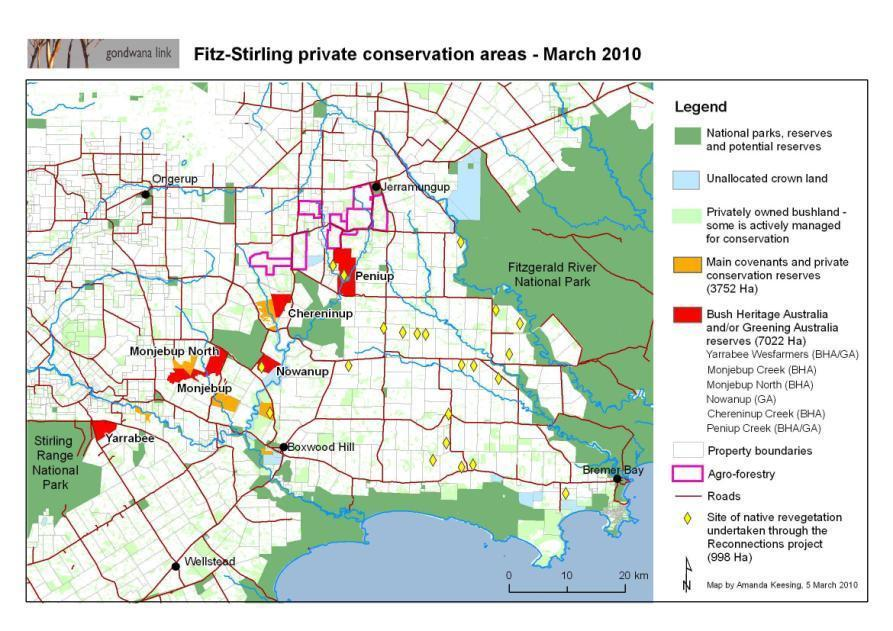 gondwana link
Fitz-Stirling private conservation areas - March 2010
Ongerup
Jerramungup
Peniup
Fitzgerald River
National Park
Chereninup
Monjebup North
Nowanup
Monjebup
Yarrabee
Stirling
Range
National
Park
Boxwood Hill
Bremer Bay
Wellstead
0 10 20 km
Legend
National parks, reserves
and potential reserves
Unallocated crown land
Privately owned bushland -
some is actively managed
for conservation
Main covenants and private
conservation reserves
(3752 Ha)
Bush Heritage Australia
and/or Greening Australia
reserves (7022 Ha)
Yarrabee Wesfarmers (BHA/GA)
Monjebup Creek (BHA)
Monjebup North (BHA)
Nowanup (GA)
Chereninup Creek (BHA)
Peniup Creek (BHA/GA)
Property boundaries
Agro-forestry
Roads
Site of native revegetation
undertaken through the
Reconnections project
(998 Ha)
N
Map by Amanda Keesing, 5 March 2010